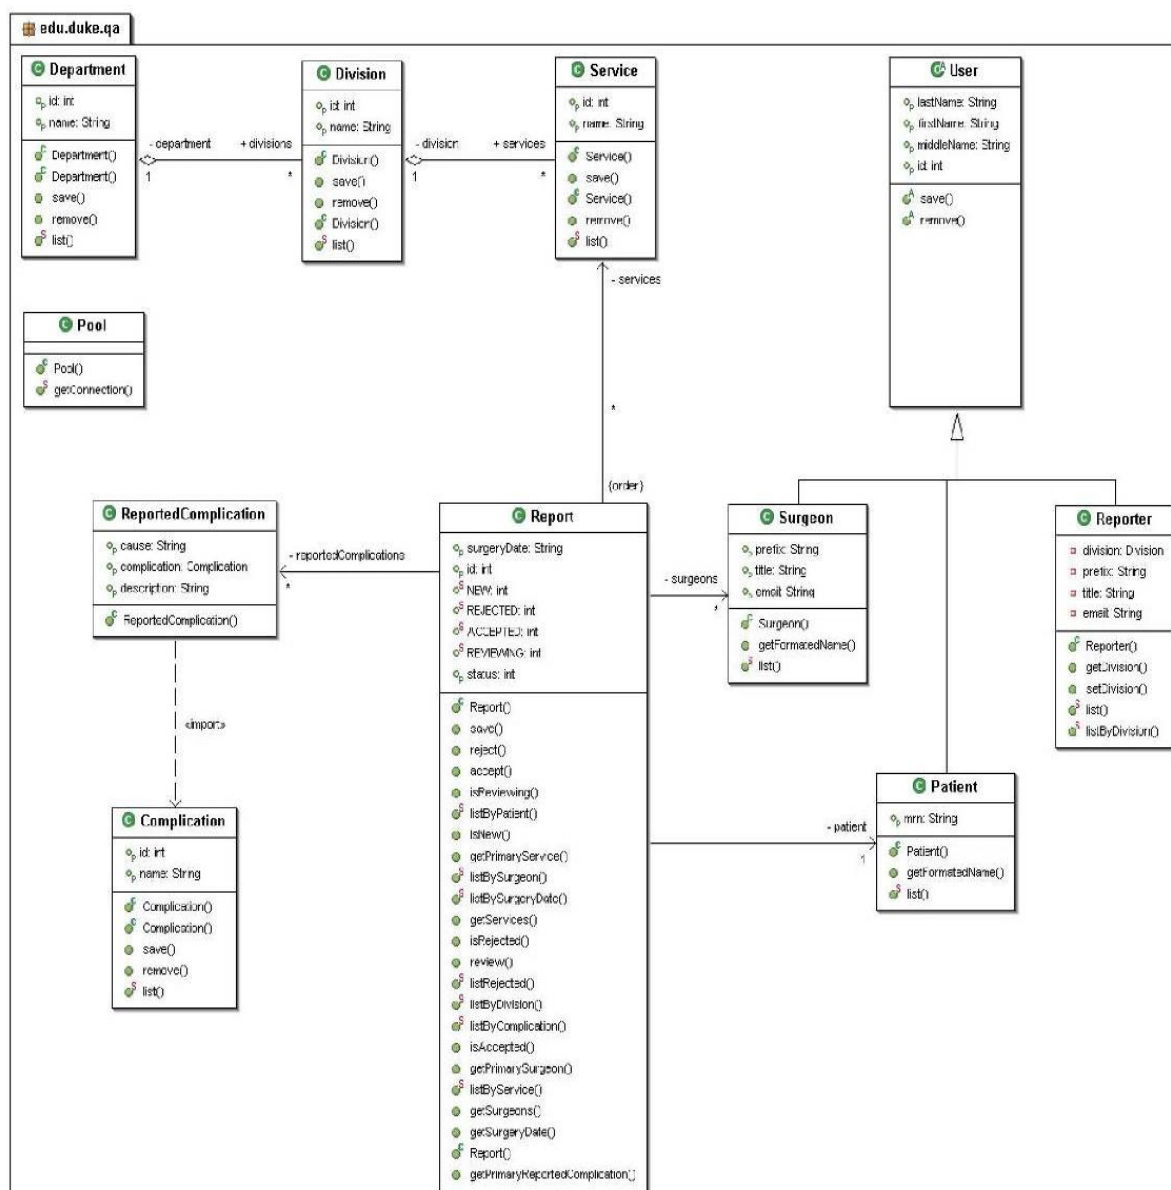 edu.duke.qa
Department
id: int
name: String
Department()
Department()
save()
remove()
list()
- department
+ divisions
1
*
Division
id: int
name: String
Division()
save()
remove()
Division()
list()
- division
+ services
1
*
Service
id: int
name: String
Service()
save()
Service()
remove()
list()
User
lastName: String
firstName: String
middleName: String
id: int
save()
remove()
Pool
Pool()
getConnection()
- services
*
{order}
ReportedComplication
cause: String
complication: Complication
description: String
ReportedComplication()
- reportedComplications
*
«import»
Complication
id: int
name: String
Complication()
Complication()
save()
remove()
list()
Report
surgeryDate: String
id: int
NEW: int
REJECTED: int
ACCEPTED: int
REVIEWING: int
status: int
Report()
save()
reject()
accept()
isReviewing()
listByPatient()
isNew()
getPrimaryService()
listBySurgeon()
listBySurgeryDate()
getServices()
isRejected()
review()
listRejected()
listByDivision()
listByComplication()
isAccepted()
getPrimarySurgeon()
listByService()
getSurgeons()
getSurgeryDate()
Report()
getPrimaryReportedComplication()
- surgeons
*
Surgeon
prefix: String
title: String
email: String
Surgeon()
getFormatedName()
list()
Reporter
division: Division
prefix: String
title: String
email: String
Reporter()
getDivision()
setDivision()
list()
listByDivision()
- patient
1
Patient
mrn: String
Patient()
getFormatedName()
list()